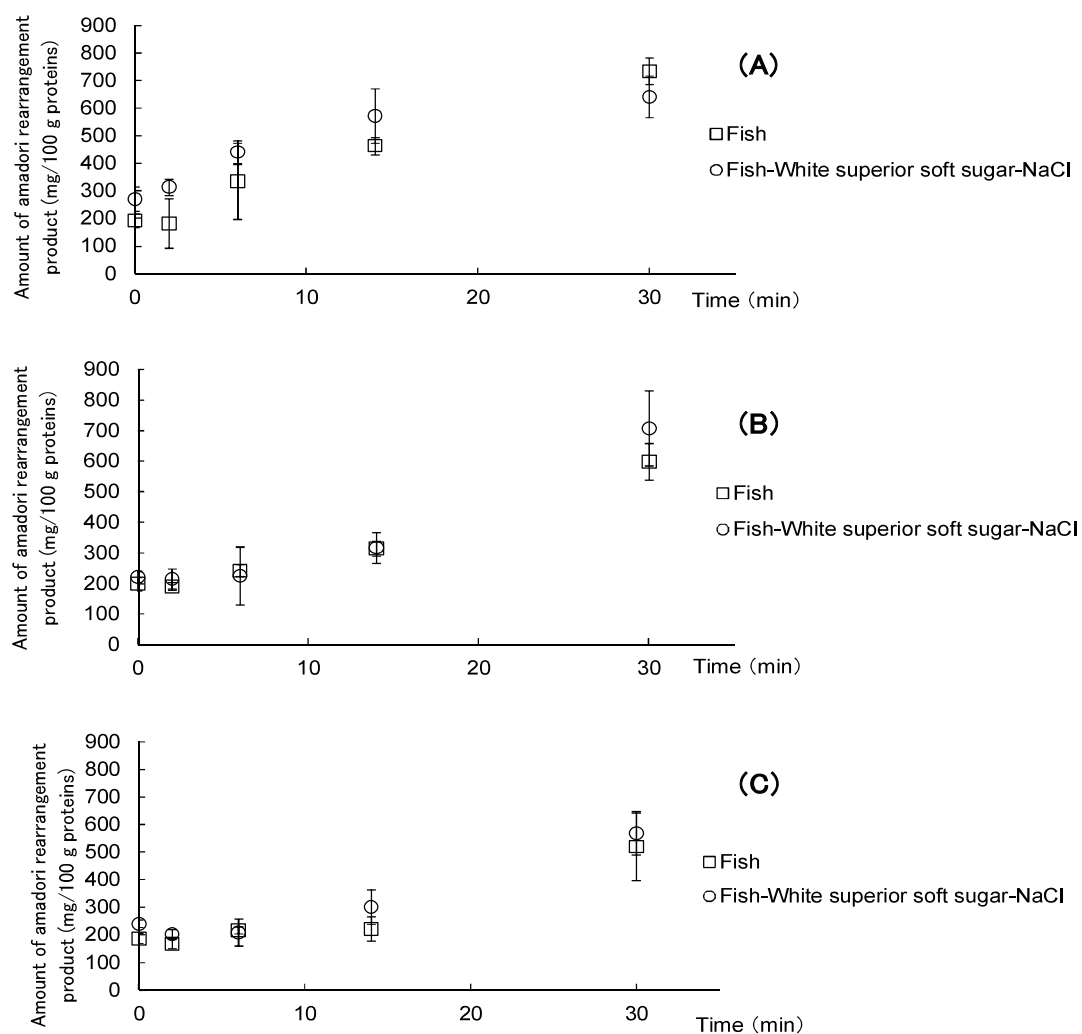 Amount of amadori rearrangement
product (mg/100 g proteins)
900
800
700
600
500
400
300
200
100
0
0
10
20
30
Time (min)
(A)
Fish
Fish-White superior soft sugar-NaCl
Amount of amadori rearrangement
product (mg/100 g proteins)
900
800
700
600
500
400
300
200
100
0
0
10
20
30
Time (min)
(B)
Fish
Fish-White superior soft sugar-NaCl
Amount of amadori rearrangement
product (mg/100 g proteins)
900
800
700
600
500
400
300
200
100
0
0
10
20
30
Time (min)
(C)
Fish
Fish-White superior soft sugar-NaCl